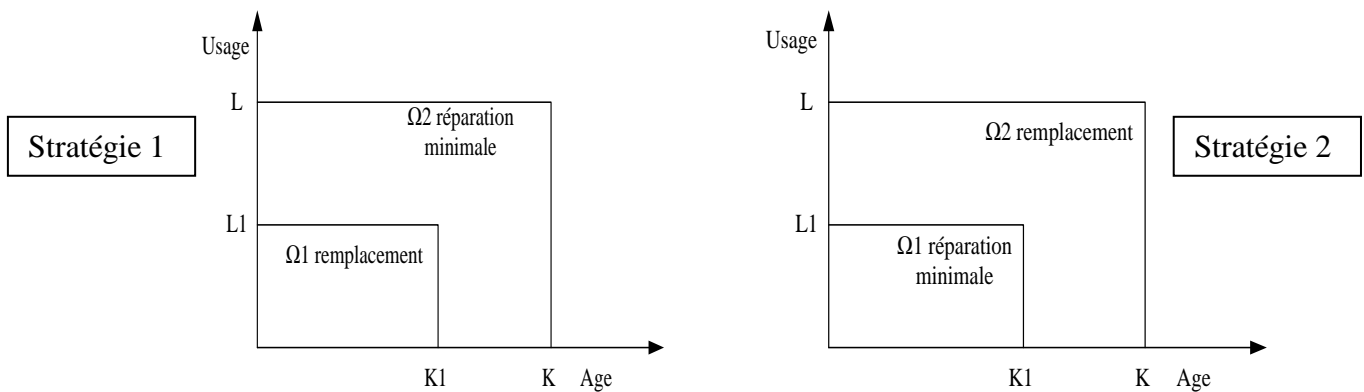 Usage
L
Ω2 réparation
minimale
Stratégie 1
L1
Ω1 remplacement
K1
K
Age
Usage
L
Ω2 remplacement
Stratégie 2
L1
Ω1 réparation
minimale
K1
K
Age